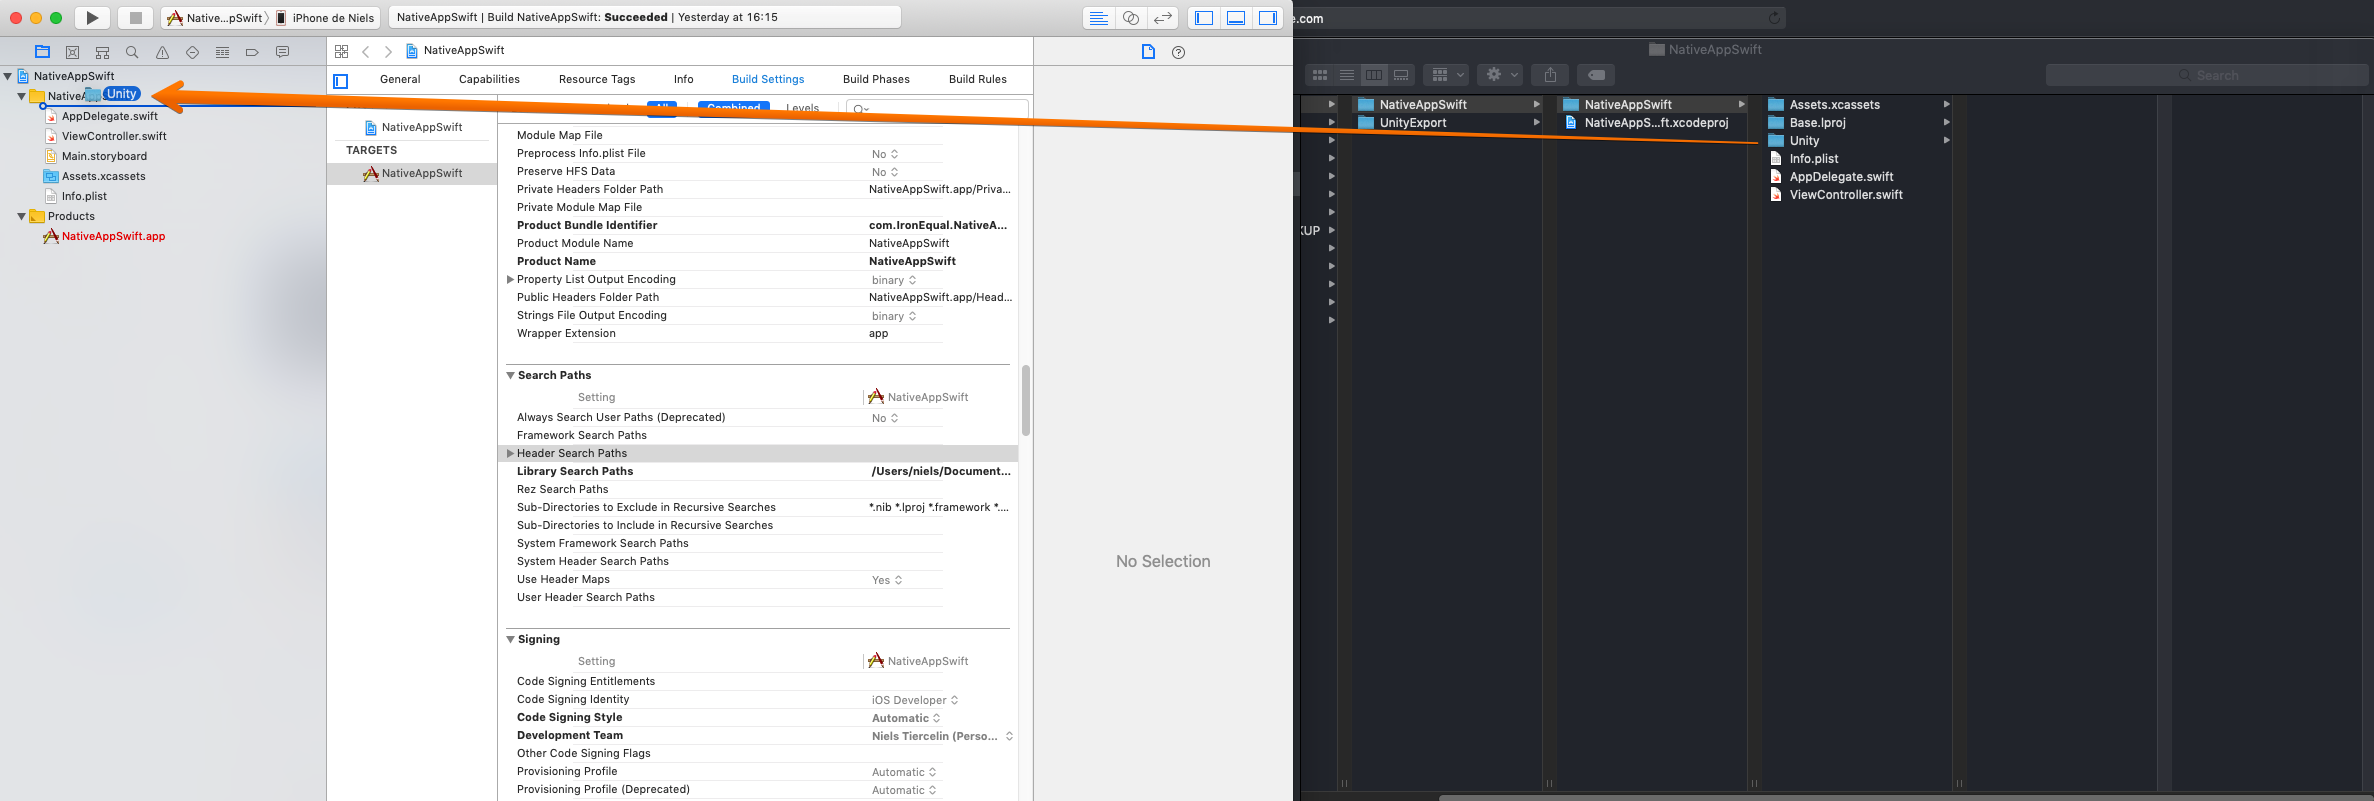 Native...pSwift
iPhone de Niels
NativeAppSwift | Build NativeAppSwift: Succeeded | Yesterday at 16:15
NativeAppSwift
Unity
AppDelegate.swift
ViewController.swift
Main.storyboard
Assets.xcassets
Info.plist
Products
NativeAppSwift.app
NativeAppSwift
General
Capabilities
Resource Tags
Info
Build Settings
Build Phases
Build Rules
NativeAppSwift
TARGETS
NativeAppSwift
All
Combined
Levels
Module Map File
Preprocess Info.plist File No
Preserve HFS Data No
Private Headers Folder Path NativeAppSwift.app/Priva...
Private Module Map File
Product Bundle Identifier com.IronEqual.NativeA...
Product Module Name NativeAppSwift
Product Name NativeAppSwift
Property List Output Encoding binary
Public Headers Folder Path NativeAppSwift.app/Head...
Strings File Output Encoding binary
Wrapper Extension app
Search Paths
Setting NativeAppSwift
Always Search User Paths (Deprecated) No
Framework Search Paths
Header Search Paths
Library Search Paths /Users/niels/Document...
Rez Search Paths
Sub-Directories to Exclude in Recursive Searches *.nib *.lproj *.framework *....
Sub-Directories to Include in Recursive Searches
System Framework Search Paths
System Header Search Paths
Use Header Maps Yes
User Header Search Paths
Signing
Setting NativeAppSwift
Code Signing Entitlements
Code Signing Identity iOS Developer
Code Signing Style Automatic
Development Team Niels Tiercelin (Perso...
Other Code Signing Flags
Provisioning Profile Automatic
Provisioning Profile (Deprecated) Automatic
No Selection
e.com
NativeAppSwift
Search
KUP
NativeAppSwift
UnityExport
NativeAppSwift
NativeAppS...ft.xcodeproj
Assets.xcassets
Base.lproj
Unity
Info.plist
AppDelegate.swift
ViewController.swift